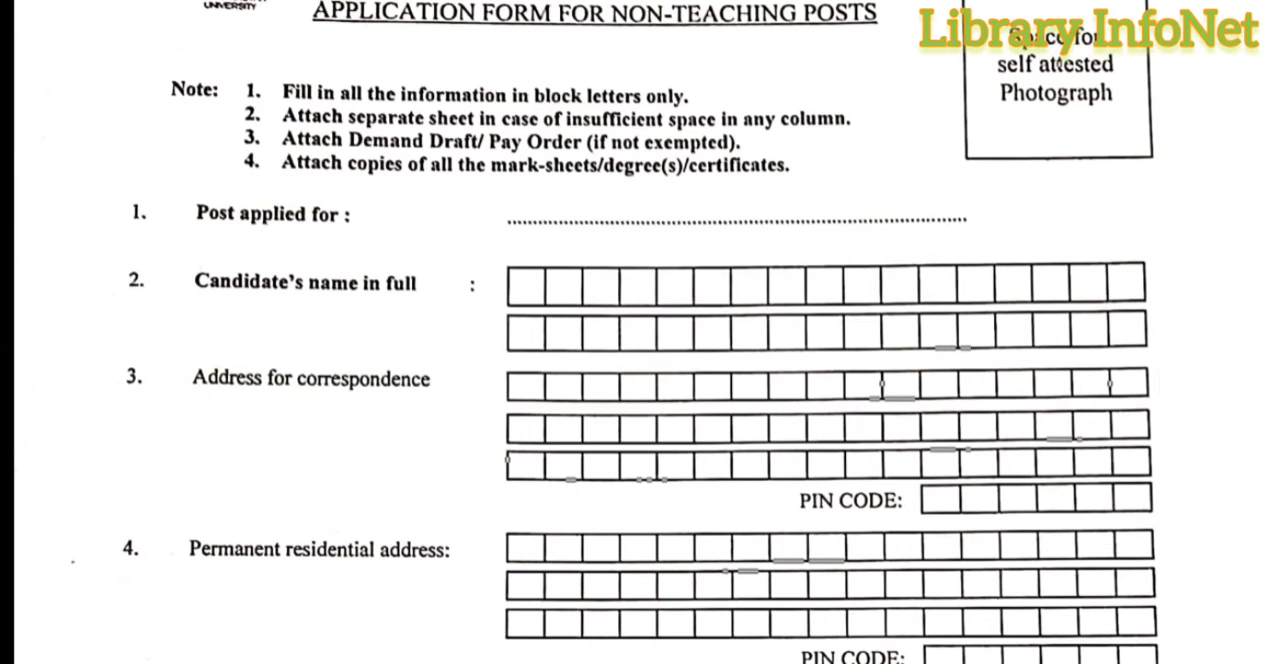 UNIVERSITY
APPLICATION FORM FOR NON-TEACHING POSTS
Library InfoNet
Space for
self attested
Photograph
Note: 1. Fill in all the information in block letters only.
2. Attach separate sheet in case of insufficient space in any column.
3. Attach Demand Draft/ Pay Order (if not exempted).
4. Attach copies of all the mark-sheets/degree(s)/certificates.
1. Post applied for : ................................................................................
2. Candidate's name in full :
3. Address for correspondence
PIN CODE:
4. Permanent residential address:
PIN CODE: